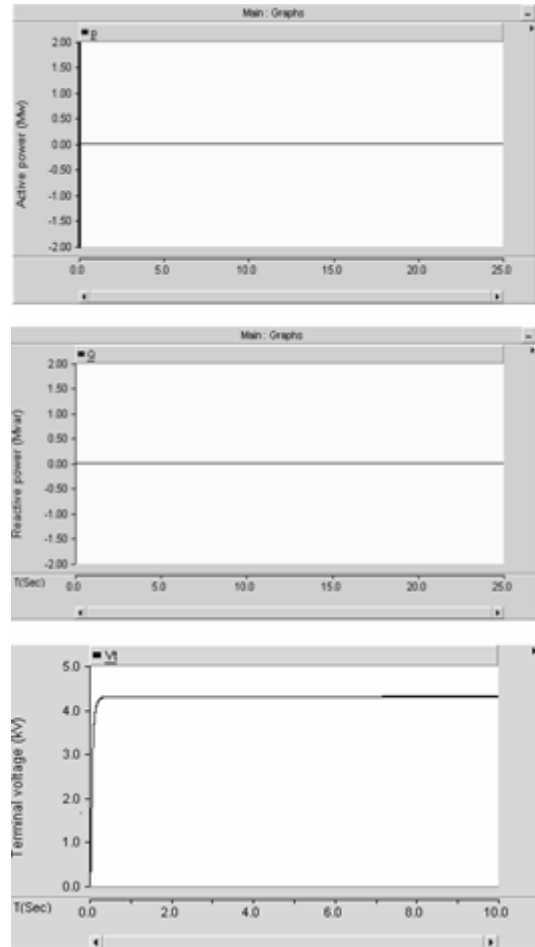 Main : Graphs
p
Active power (Mw)
2.00
1.50
1.00
0.50
0.00
-0.50
-1.00
-1.50
-2.00
0.0 5.0 10.0 15.0 20.0 25.0
Main : Graphs
Q
Reactive power (Mvar)
2.00
1.50
1.00
0.50
0.00
-0.50
-1.00
-1.50
-2.00
T(Sec) 0.0 5.0 10.0 15.0 20.0 25.0
Vt
Terminal voltage (kV)
5.0
4.0
3.0
2.0
1.0
0.0
T(Sec) 0.0 2.0 4.0 6.0 8.0 10.0